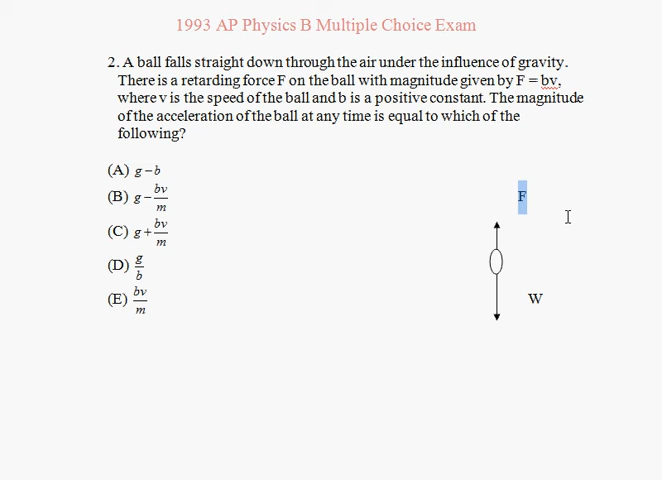 1993 AP Physics B Multiple Choice Exam
2. A ball falls straight down through the air under the influence of gravity.
There is a retarding force F on the ball with magnitude given by F = bv,
where v is the speed of the ball and b is a positive constant. The magnitude
of the acceleration of the ball at any time is equal to which of the
following?
(A) g – b
(B) g – bv/m
(C) g + bv/m
(D) g/b
(E) bv/m
F
W